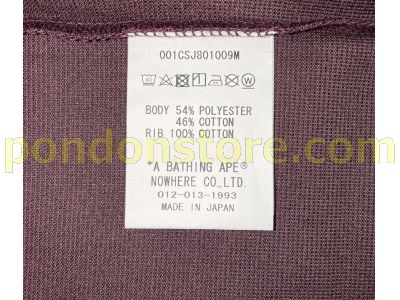 001CSJ801009M
BODY 54% POLYESTER
46% COTTON
RIB 100% COTTON
pondonstore.com
"A BATHING APE®
NOWHERE CO., LTD.
012-013-1993
MADE IN JAPAN